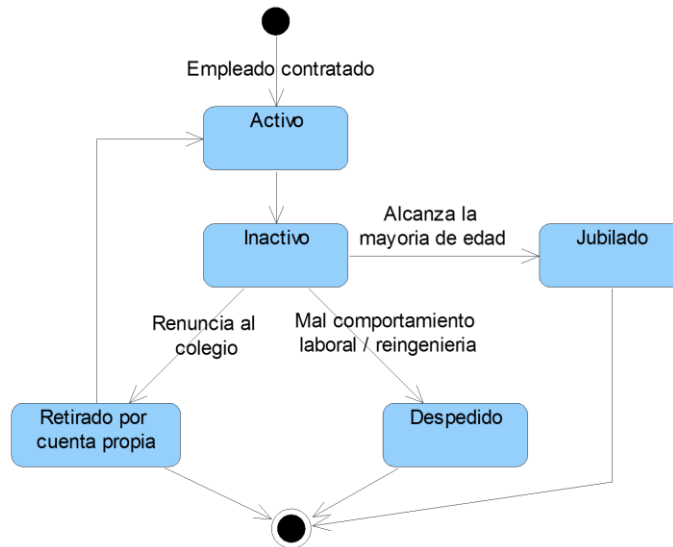 Empleado contratado
Activo
Inactivo
Alcanza la
mayoria de edad
Jubilado
Renuncia al
colegio
Mal comportamiento
laboral / reingenieria
Retirado por
cuenta propia
Despedido